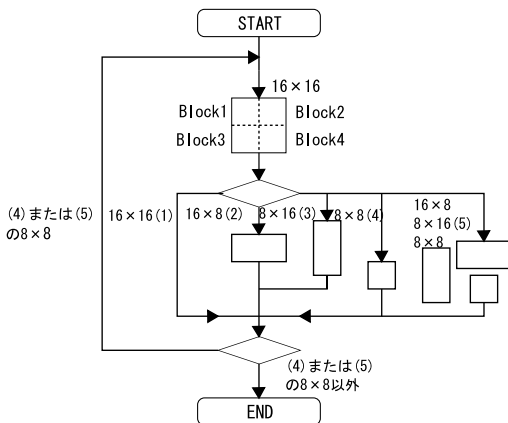 START
16×16
Block1
Block2
Block3
Block4
(4)または(5)
の8×8
16×16(1)
16×8(2)
8×16(3)
8×8(4)
16×8
8×16(5)
8×8
(4)または(5)
の8×8以外
END